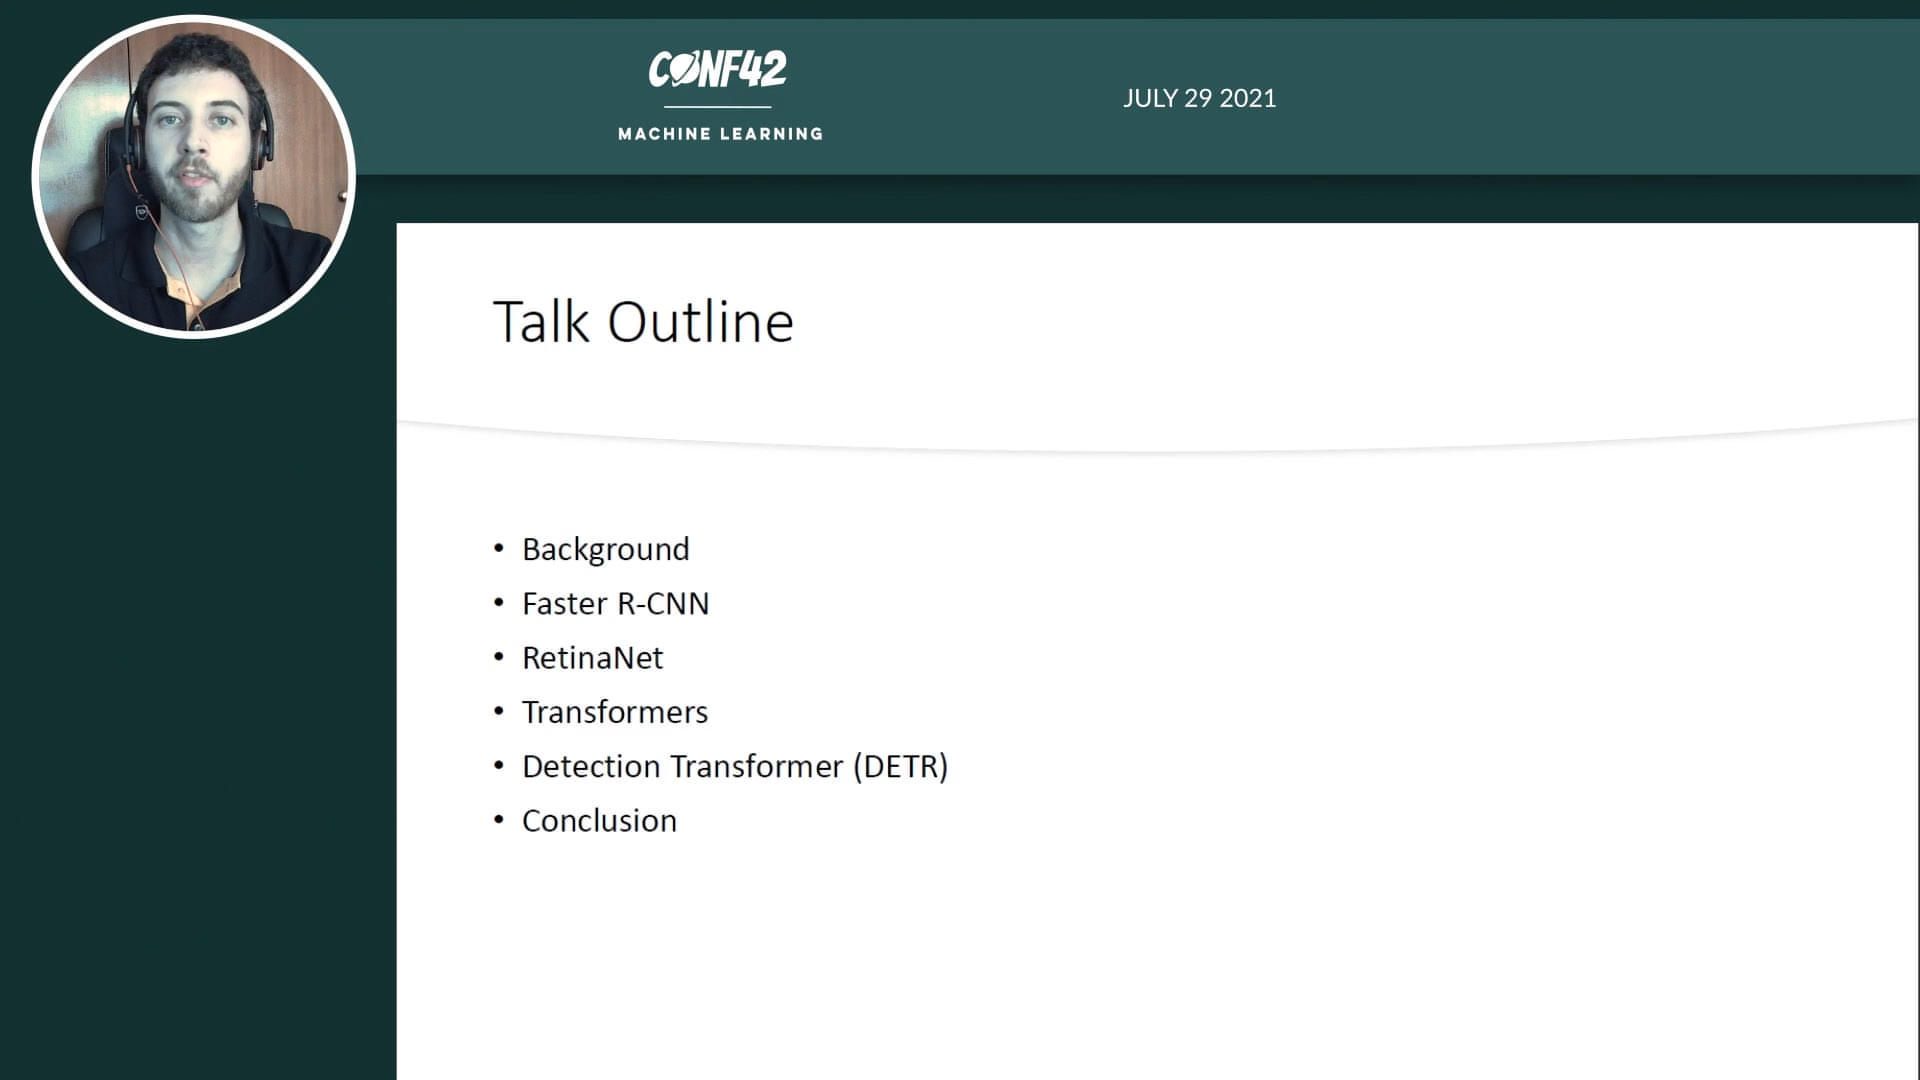 CONF42
MACHINE LEARNING
JULY 29 2021
Talk Outline
• Background
• Faster R-CNN
• RetinaNet
• Transformers
• Detection Transformer (DETR)
• Conclusion